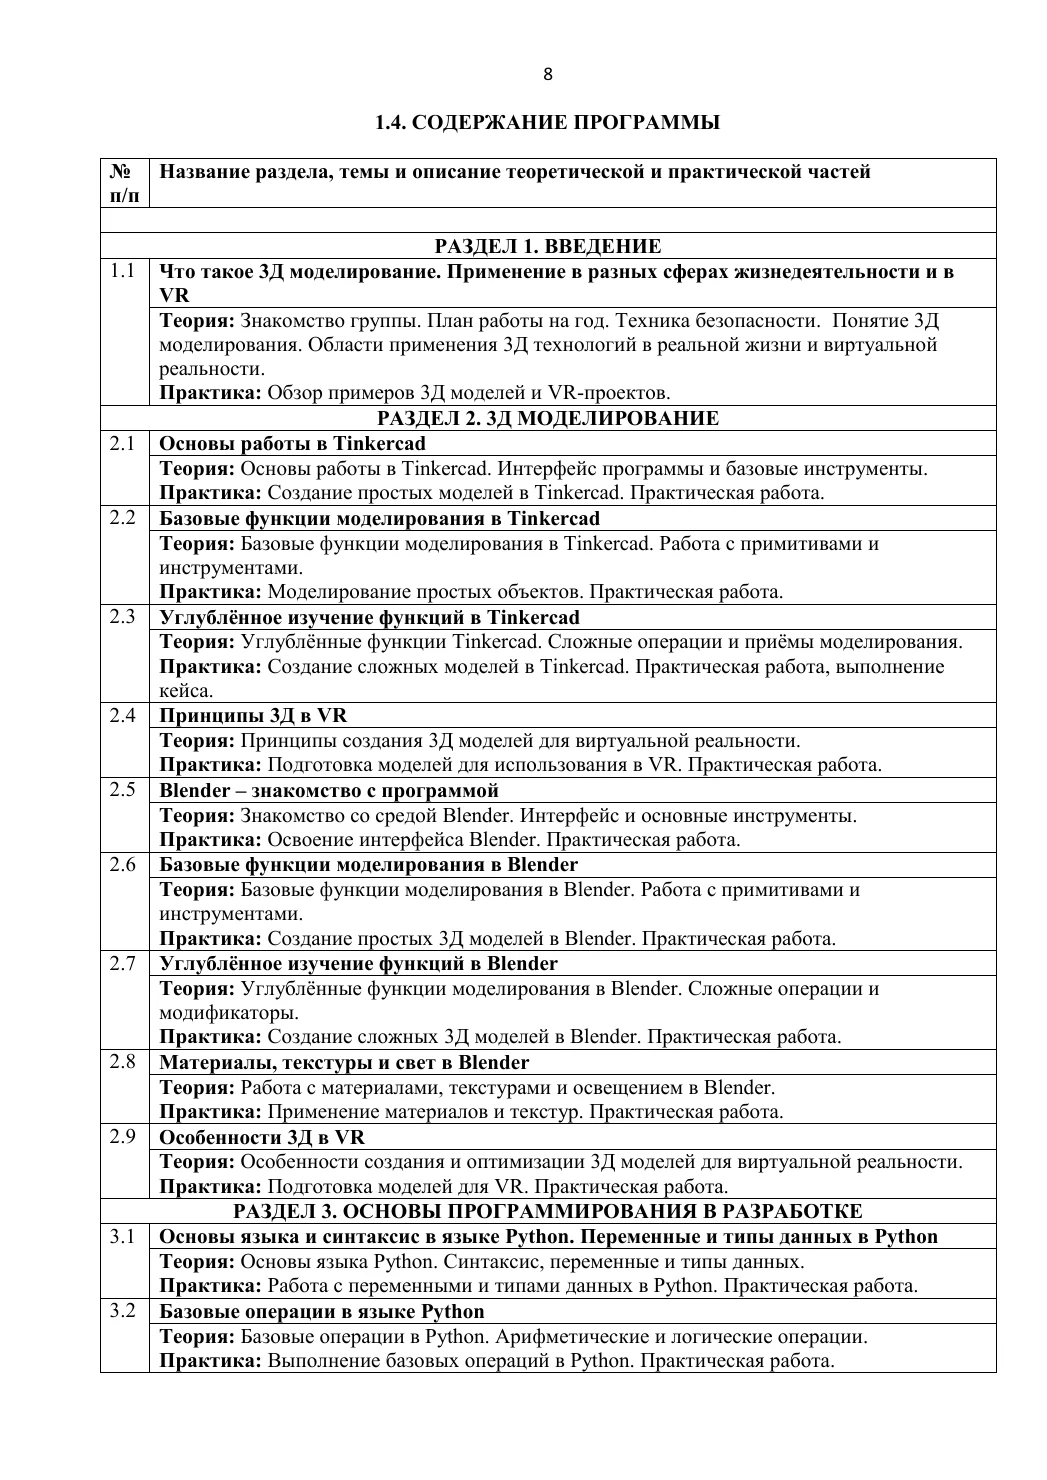 8
1.4. СОДЕРЖАНИЕ ПРОГРАММЫ
№ Название раздела, темы и описание теоретической и практической частей
п/п
РАЗДЕЛ 1. ВВЕДЕНИЕ
1.1 Что такое 3Д моделирование. Применение в разных сферах жизнедеятельности и в
VR
Теория: Знакомство группы. План работы на год. Техника безопасности.  Понятие 3Д
моделирования. Области применения 3Д технологий в реальной жизни и виртуальной
реальности.
Практика: Обзор примеров 3Д моделей и VR-проектов.
РАЗДЕЛ 2. 3Д МОДЕЛИРОВАНИЕ
2.1 Основы работы в Tinkercad
Теория: Основы работы в Tinkercad. Интерфейс программы и базовые инструменты.
Практика: Создание простых моделей в Tinkercad. Практическая работа.
2.2 Базовые функции моделирования в Tinkercad
Теория: Базовые функции моделирования в Tinkercad. Работа с примитивами и
инструментами.
Практика: Моделирование простых объектов. Практическая работа.
2.3 Углублённое изучение функций в Tinkercad
Теория: Углублённые функции Tinkercad. Сложные операции и приёмы моделирования.
Практика: Создание сложных моделей в Tinkercad. Практическая работа, выполнение
кейса.
2.4 Принципы 3Д в VR
Теория: Принципы создания 3Д моделей для виртуальной реальности.
Практика: Подготовка моделей для использования в VR. Практическая работа.
2.5 Blender – знакомство с программой
Теория: Знакомство со средой Blender. Интерфейс и основные инструменты.
Практика: Освоение интерфейса Blender. Практическая работа.
2.6 Базовые функции моделирования в Blender
Теория: Базовые функции моделирования в Blender. Работа с примитивами и
инструментами.
Практика: Создание простых 3Д моделей в Blender. Практическая работа.
2.7 Углублённое изучение функций в Blender
Теория: Углублённые функции моделирования в Blender. Сложные операции и
модификаторы.
Практика: Создание сложных 3Д моделей в Blender. Практическая работа.
2.8 Материалы, текстуры и свет в Blender
Теория: Работа с материалами, текстурами и освещением в Blender.
Практика: Применение материалов и текстур. Практическая работа.
2.9 Особенности 3Д в VR
Теория: Особенности создания и оптимизации 3Д моделей для виртуальной реальности.
Практика: Подготовка моделей для VR. Практическая работа.
РАЗДЕЛ 3. ОСНОВЫ ПРОГРАММИРОВАНИЯ В РАЗРАБОТКЕ
3.1 Основы языка и синтаксис в языке Python. Переменные и типы данных в Python
Теория: Основы языка Python. Синтаксис, переменные и типы данных.
Практика: Работа с переменными и типами данных в Python. Практическая работа.
3.2 Базовые операции в языке Python
Теория: Базовые операции в Python. Арифметические и логические операции.
Практика: Выполнение базовых операций в Python. Практическая работа.